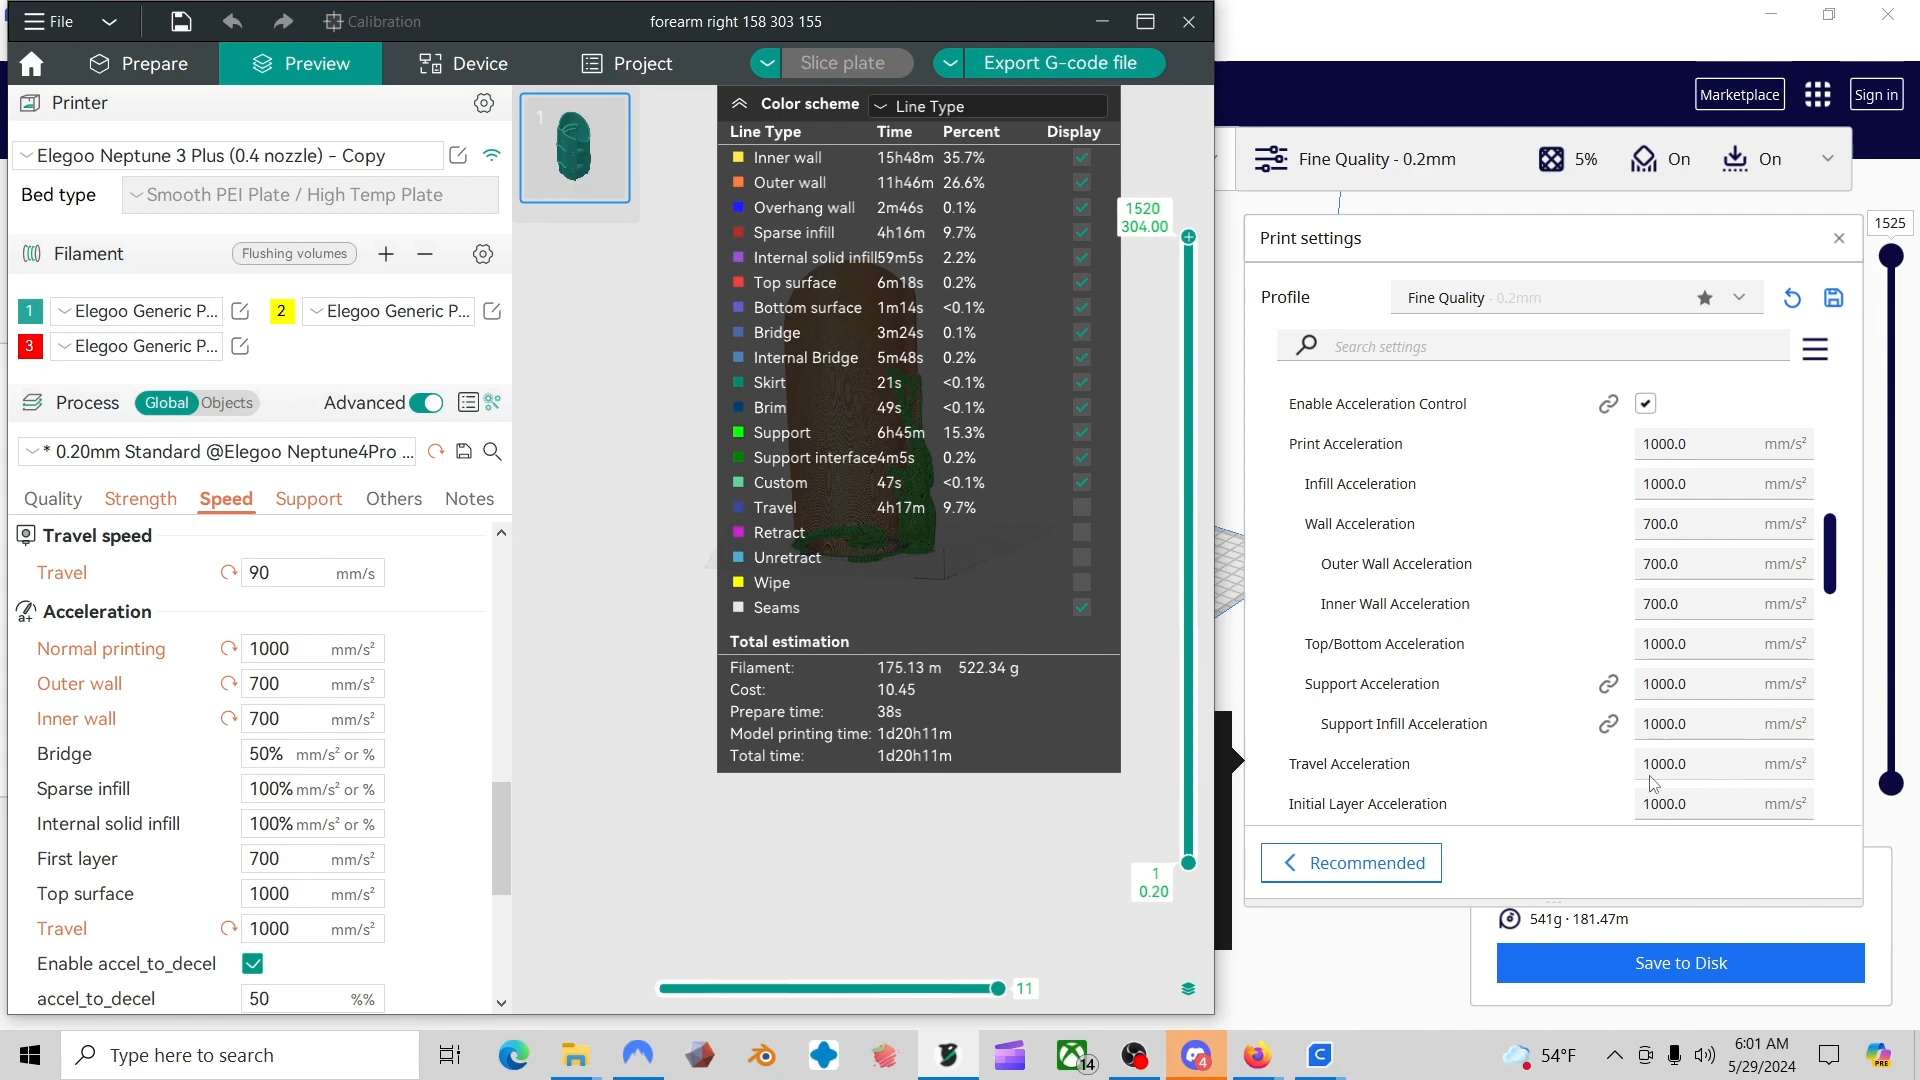 File
Calibration
forearm right 158 303 155
Prepare
Preview
Device
Project
Slice plate
Export G-code file
Printer
Elegoo Neptune 3 Plus (0.4 nozzle) - Copy
Bed type
Smooth PEI Plate / High Temp Plate
Filament
Flushing volumes
1 Elegoo Generic P...
2 Elegoo Generic P...
3 Elegoo Generic P...
Process Global Objects Advanced
* 0.20mm Standard @Elegoo Neptune4Pro ...
Quality Strength Speed Support Others Notes
Travel speed
Travel 90 mm/s
Acceleration
Normal printing 1000 mm/s²
Outer wall 700 mm/s²
Inner wall 700 mm/s²
Bridge 50% mm/s² or %
Sparse infill 100% mm/s² or %
Internal solid infill 100% mm/s² or %
First layer 700 mm/s²
Top surface 1000 mm/s²
Travel 1000 mm/s²
Enable accel_to_decel
accel_to_decel 50 %%
1
Color scheme Line Type
Line Type Time Percent Display
Inner wall 15h48m 35.7%
Outer wall 11h46m 26.6%
Overhang wall 2m46s 0.1%
Sparse infill 4h16m 9.7%
Internal solid infill 59m5s 2.2%
Top surface 6m18s 0.2%
Bottom surface 1m14s <0.1%
Bridge 3m24s 0.1%
Internal Bridge 5m48s 0.2%
Skirt 21s <0.1%
Brim 49s <0.1%
Support 6h45m 15.3%
Support interface 4m5s 0.2%
Custom 47s <0.1%
Travel 4h17m 9.7%
Retract
Unretract
Wipe
Seams
Total estimation
Filament: 175.13 m 522.34 g
Cost: 10.45
Prepare time: 38s
Model printing time: 1d20h11m
Total time: 1d20h11m
1520
304.00
1
0.20
11
Marketplace
Sign in
Fine Quality - 0.2mm 5% On On
Print settings
1525
Profile Fine Quality - 0.2mm
Search settings
Enable Acceleration Control
Print Acceleration 1000.0 mm/s²
Infill Acceleration 1000.0 mm/s²
Wall Acceleration 700.0 mm/s²
Outer Wall Acceleration 700.0 mm/s²
Inner Wall Acceleration 700.0 mm/s²
Top/Bottom Acceleration 1000.0 mm/s²
Support Acceleration 1000.0 mm/s²
Support Infill Acceleration 1000.0 mm/s²
Travel Acceleration 1000.0 mm/s²
Initial Layer Acceleration 1000.0 mm/s²
Recommended
541g · 181.47m
Save to Disk
Type here to search
14
4
54°F
6:01 AM
5/29/2024
PRE